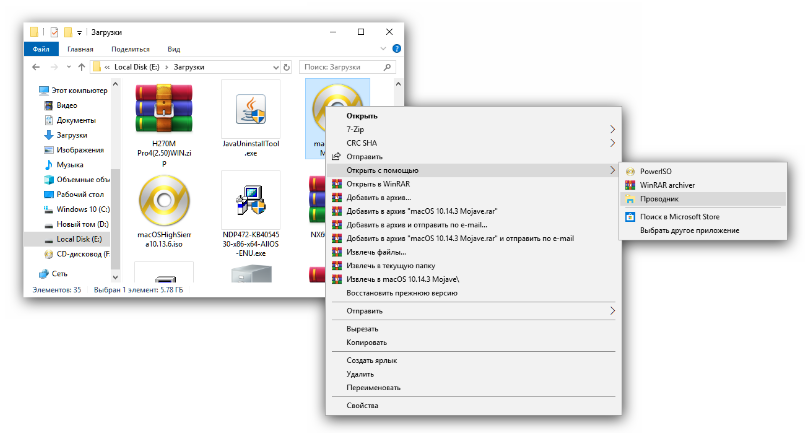 Загрузки
Файл
Главная
Поделиться
Вид
Local Disk (E:)
Загрузки
Поиск: Загрузки
Этот компьютер
Видео
Документы
Загрузки
Изображения
Музыка
Объемные объ
Рабочий стол
Windows 10 (C:)
Новый том (D:)
Local Disk (E:)
CD-дисковод (F
Сеть
H270M
Pro4(2.50)WIN.zi
p
JavaUninstallTool
.exe
macOSHighSierr
a10.13.6.iso
NDP472-KB40545
30-x86-x64-AllOS
-ENU.exe
Элементов: 35
Выбран 1 элемент: 5.78 ГБ
Открыть
7-Zip
CRC SHA
Отправить
Открыть с помощью
Открыть в WinRAR
Добавить в архив...
Добавить в архив "macOS 10.14.3 Mojave.rar"
Добавить в архив и отправить по e-mail...
Добавить в архив "macOS 10.14.3 Mojave.rar" и отправить по e-mail
Извлечь файлы...
Извлечь в текущую папку
Извлечь в macOS 10.14.3 Mojave\
Восстановить прежнюю версию
Отправить
Вырезать
Копировать
Создать ярлык
Удалить
Переименовать
Свойства
PowerISO
WinRAR archiver
Проводник
Поиск в Microsoft Store
Выбрать другое приложение